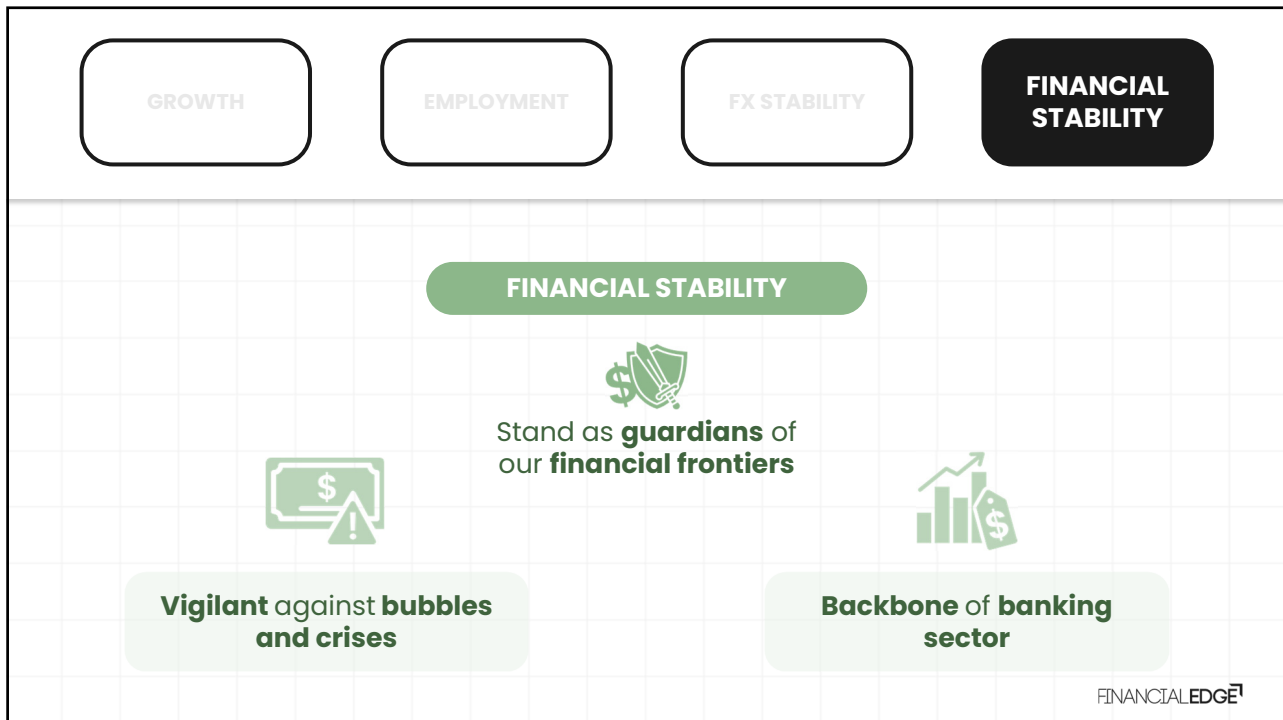 GROWTH
EMPLOYMENT
FX STABILITY
FINANCIAL
STABILITY
FINANCIAL STABILITY
$
Stand as guardians of
our financial frontiers
$
!
$
Vigilant against bubbles
and crises
Backbone of banking
sector
FINANCIALEDGE